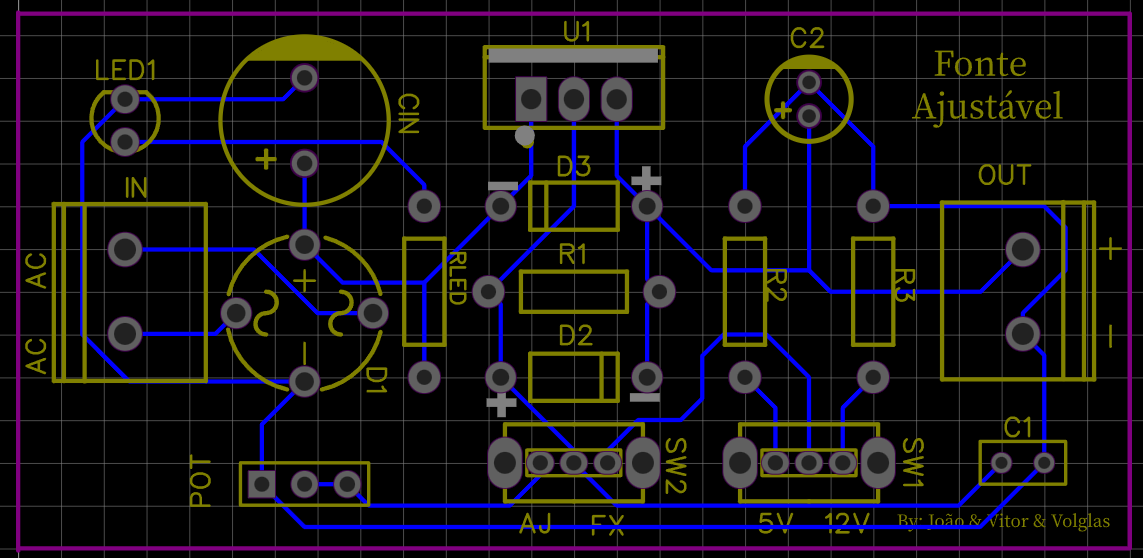 U1
C2
LED1
Fonte
Ajustável
CIN
D3
IN
OUT
+
AC
R1
RLED
R2
R3
+
AC
D2
-
D1
C1
POT
SW2
SW1
AJ
FX
5V
12V
By: João & Vitor & Volglas